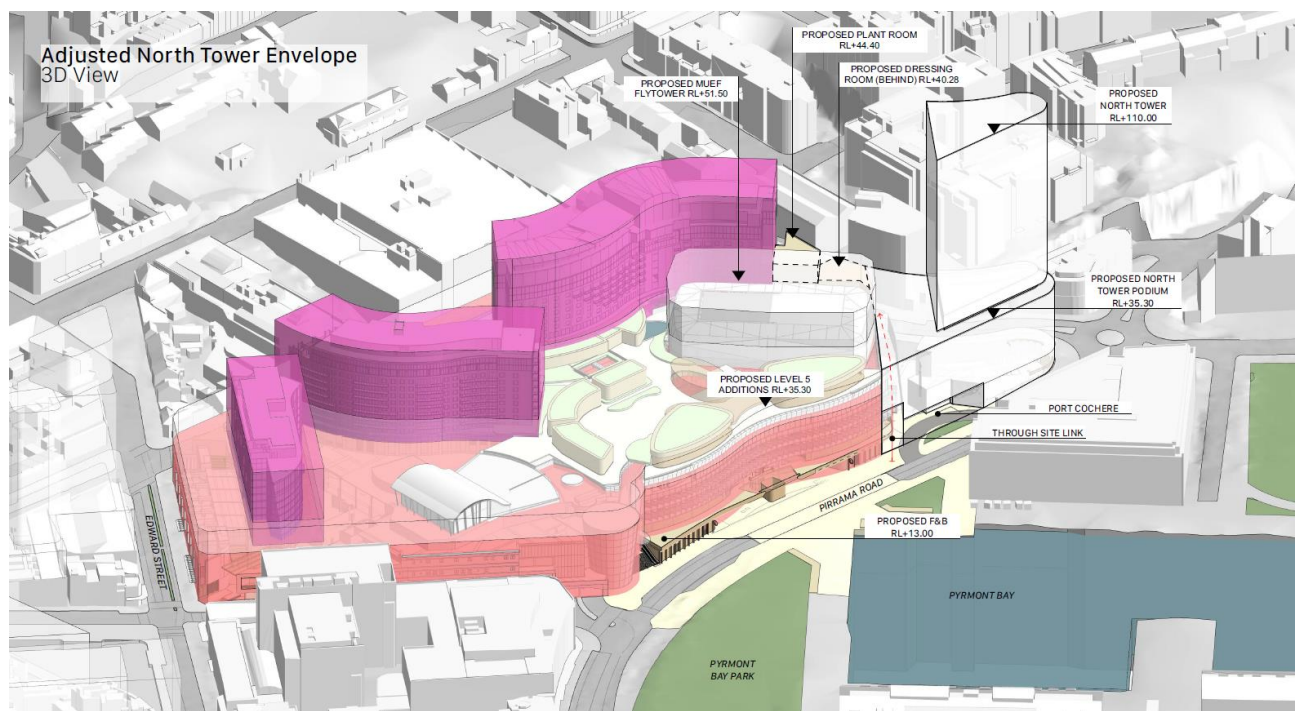 Adjusted North Tower Envelope
3D View
PROPOSED PLANT ROOM
RL+44.40
PROPOSED DRESSING
ROOM (BEHIND) RL+40.28
PROPOSED MUEF
FLYTOWER RL+51.50
PROPOSED
NORTH TOWER
RL+110.00
PROPOSED NORTH
TOWER PODIUM
RL+35.30
PROPOSED LEVEL 5
ADDITIONS RL+35.30
PORT COCHERE
THROUGH SITE LINK
PIRRAMA ROAD
PROPOSED F&B
RL+13.00
EDWARD STREET
PYRMONT BAY
PYRMONT
BAY PARK